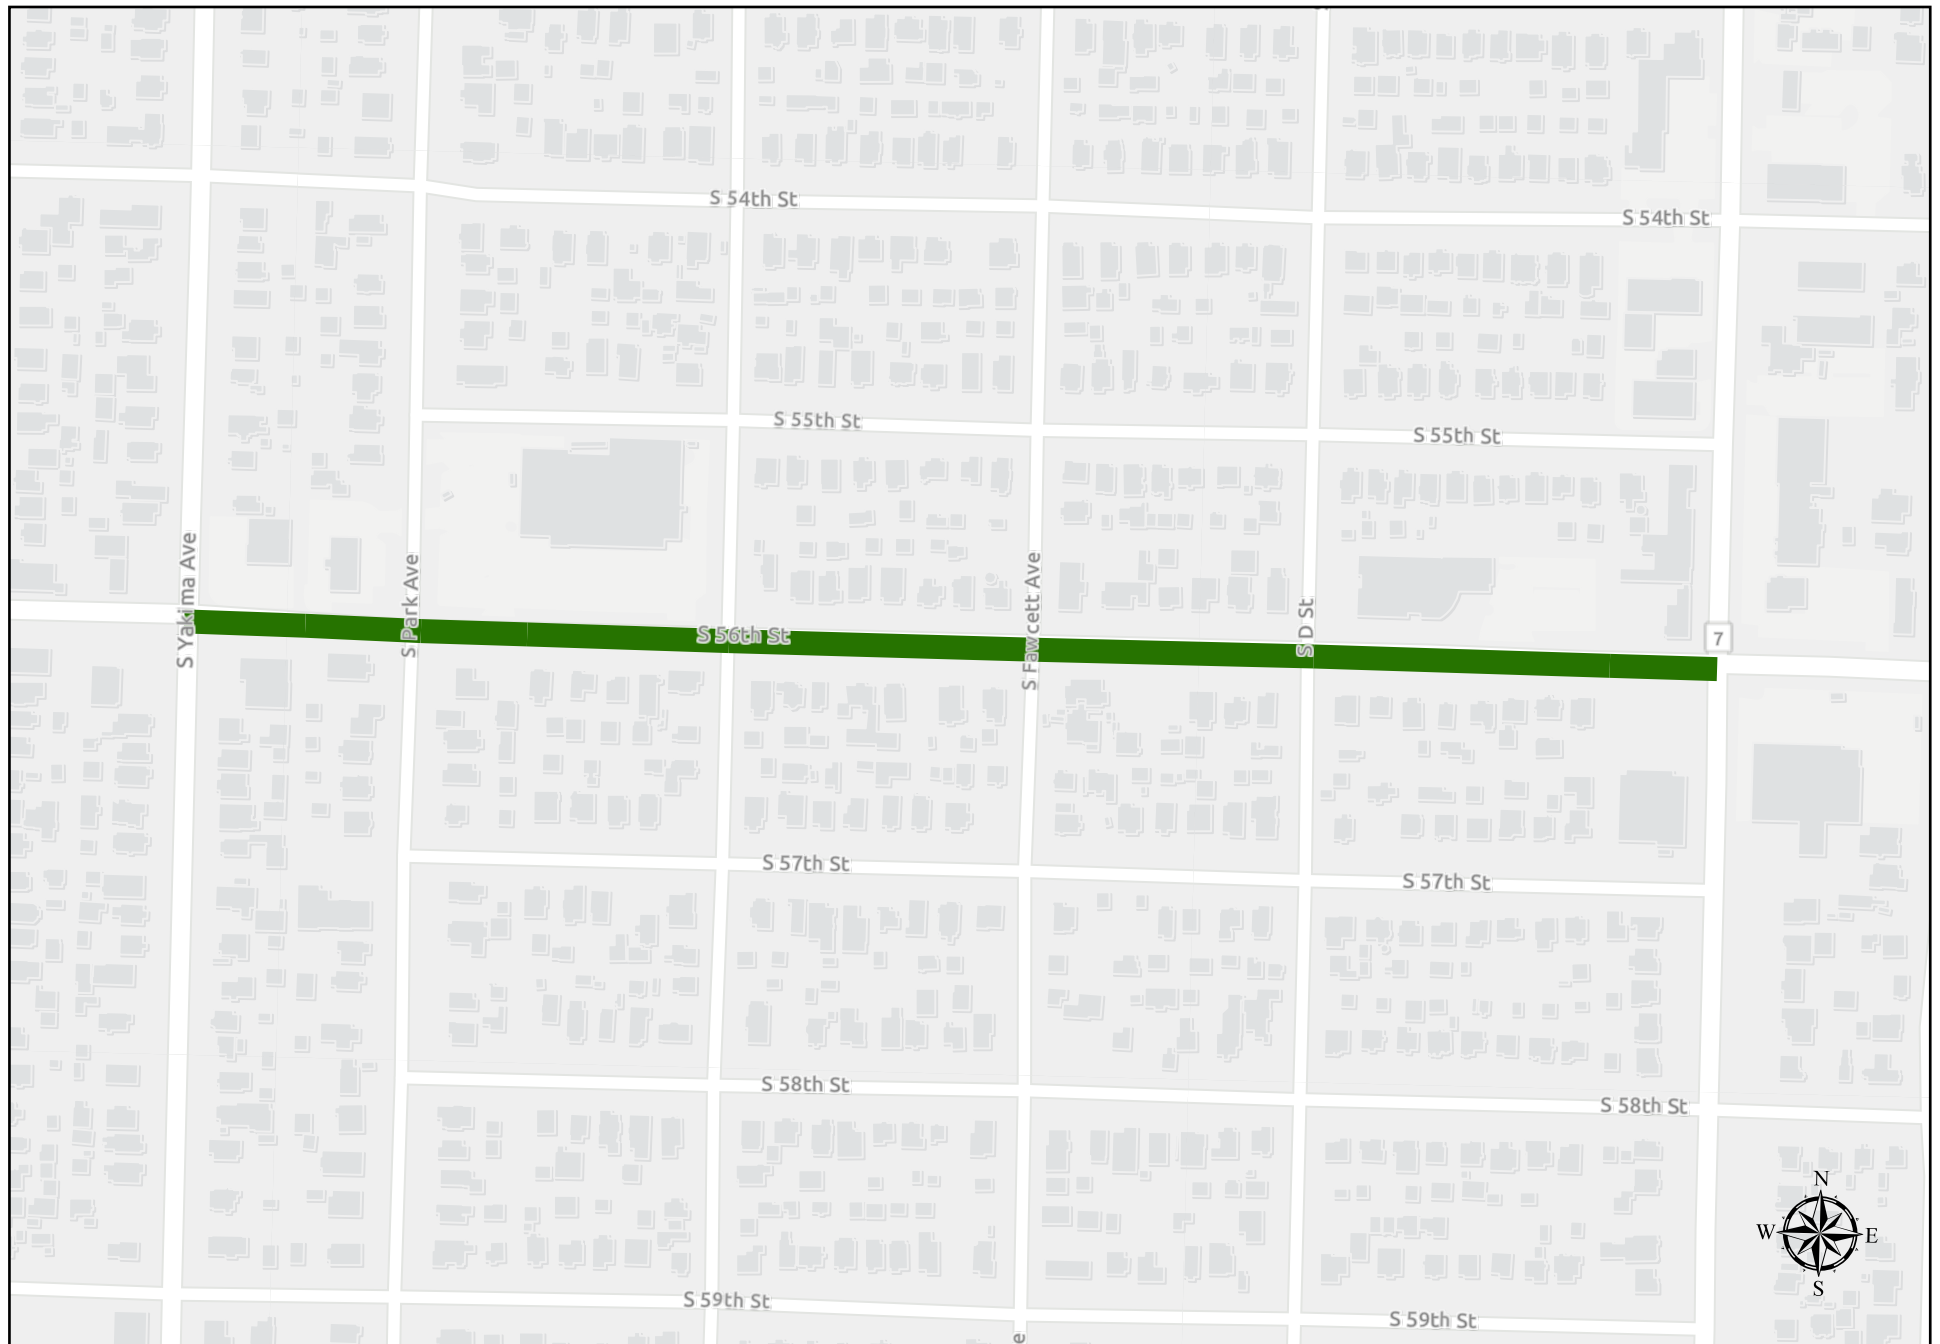 S 54th St
S 54th St
S 55th St
S 55th St
S Yakima Ave
S Park Ave
S 56th St
S Fawcett Ave
S D St
7
S 57th St
S 57th St
S 58th St
S 58th St
N
W
E
S
S 59th St
S 59th St
e